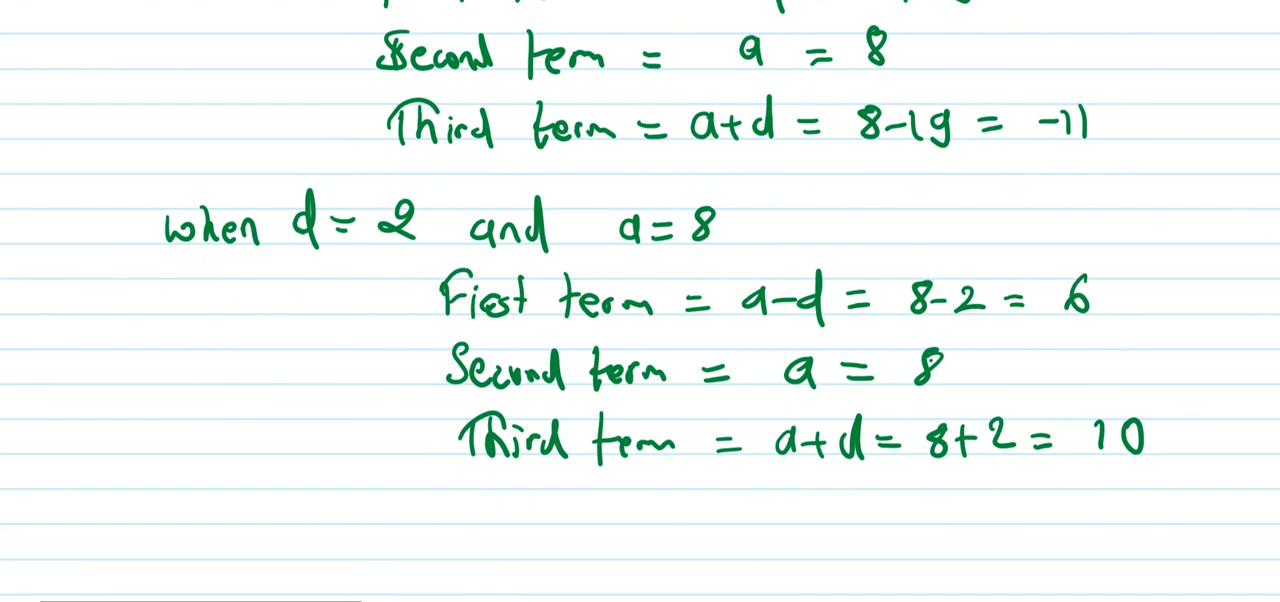 Second term = a = 8
Third term = a+d = 8-19 = -11
when d = 2 and a = 8
First term = a-d = 8-2 = 6
Second term = a = 8
Third term = a+d = 8+2 = 10